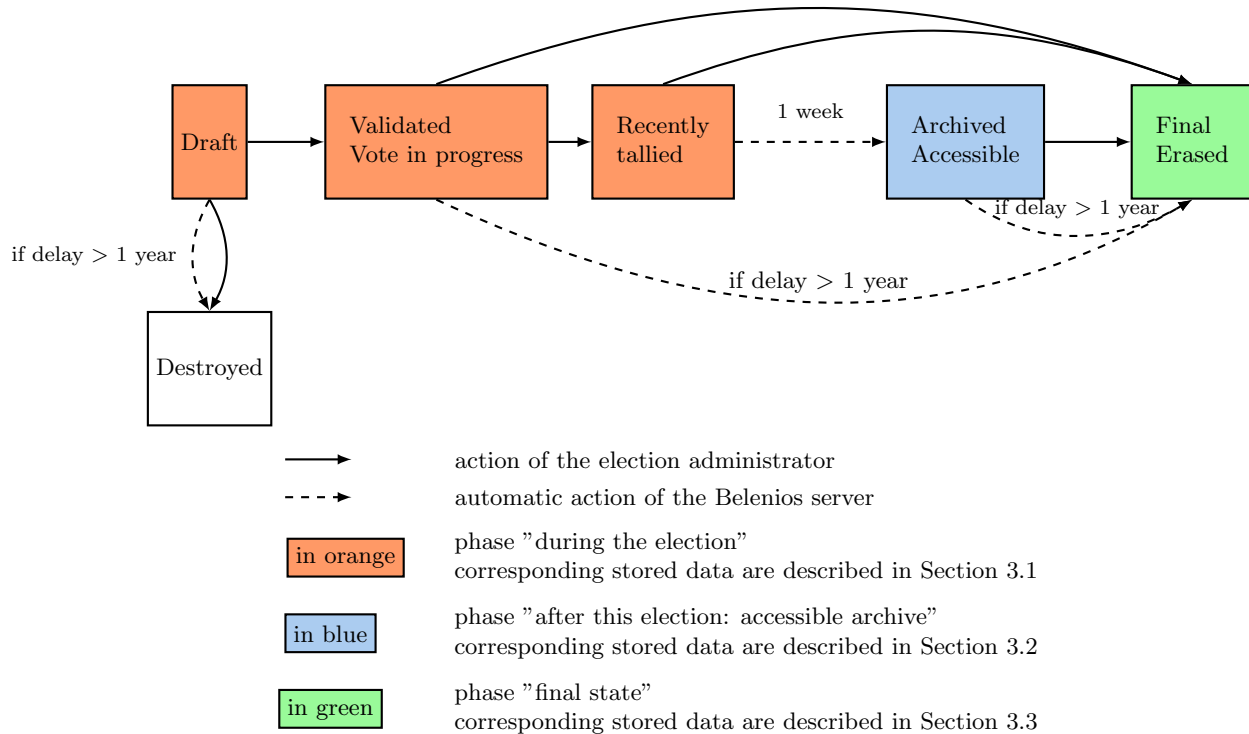 1 week
Draft
Validated
Vote in progress
Recently
tallied
Archived
Accessible
Final
Erased
if delay > 1 year
if delay > 1 year
if delay > 1 year
Destroyed
action of the election administrator
automatic action of the Belenios server
in orange
phase ”during the election”
corresponding stored data are described in Section 3.1
in blue
phase ”after this election: accessible archive”
corresponding stored data are described in Section 3.2
in green
phase ”final state”
corresponding stored data are described in Section 3.3